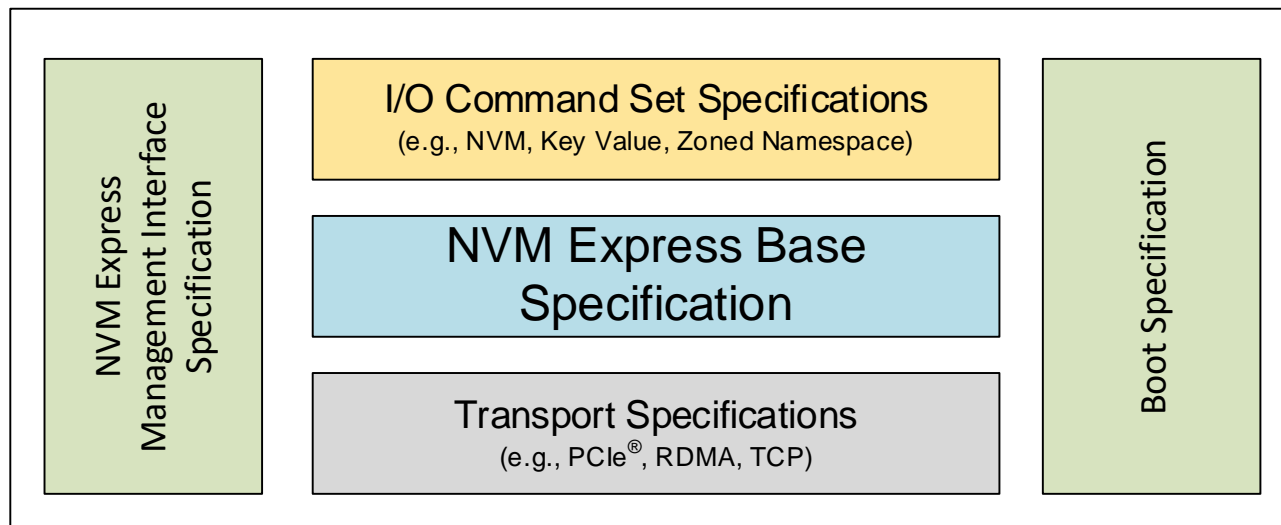 NVM Express
Management Interface
Specification
I/O Command Set Specifications
(e.g., NVM, Key Value, Zoned Namespace)
NVM Express Base
Specification
Transport Specifications
(e.g., PCIe®, RDMA, TCP)
Boot Specification